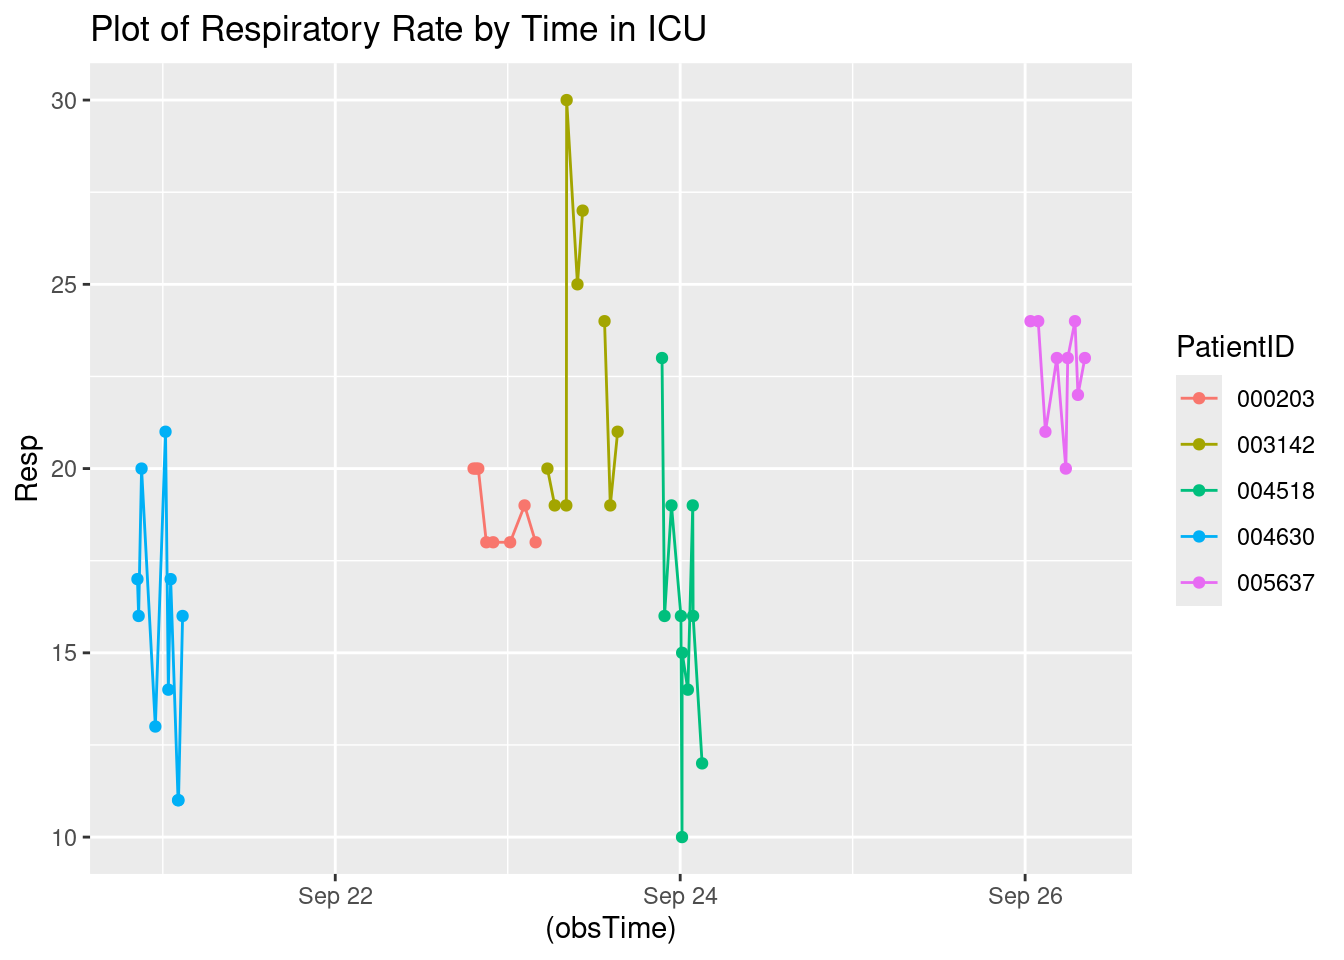 Plot of Respiratory Rate by Time in ICU
30
25
20
15
10
Resp
Sep 22
Sep 24
Sep 26
(obsTime)
PatientID
000203
003142
004518
004630
005637